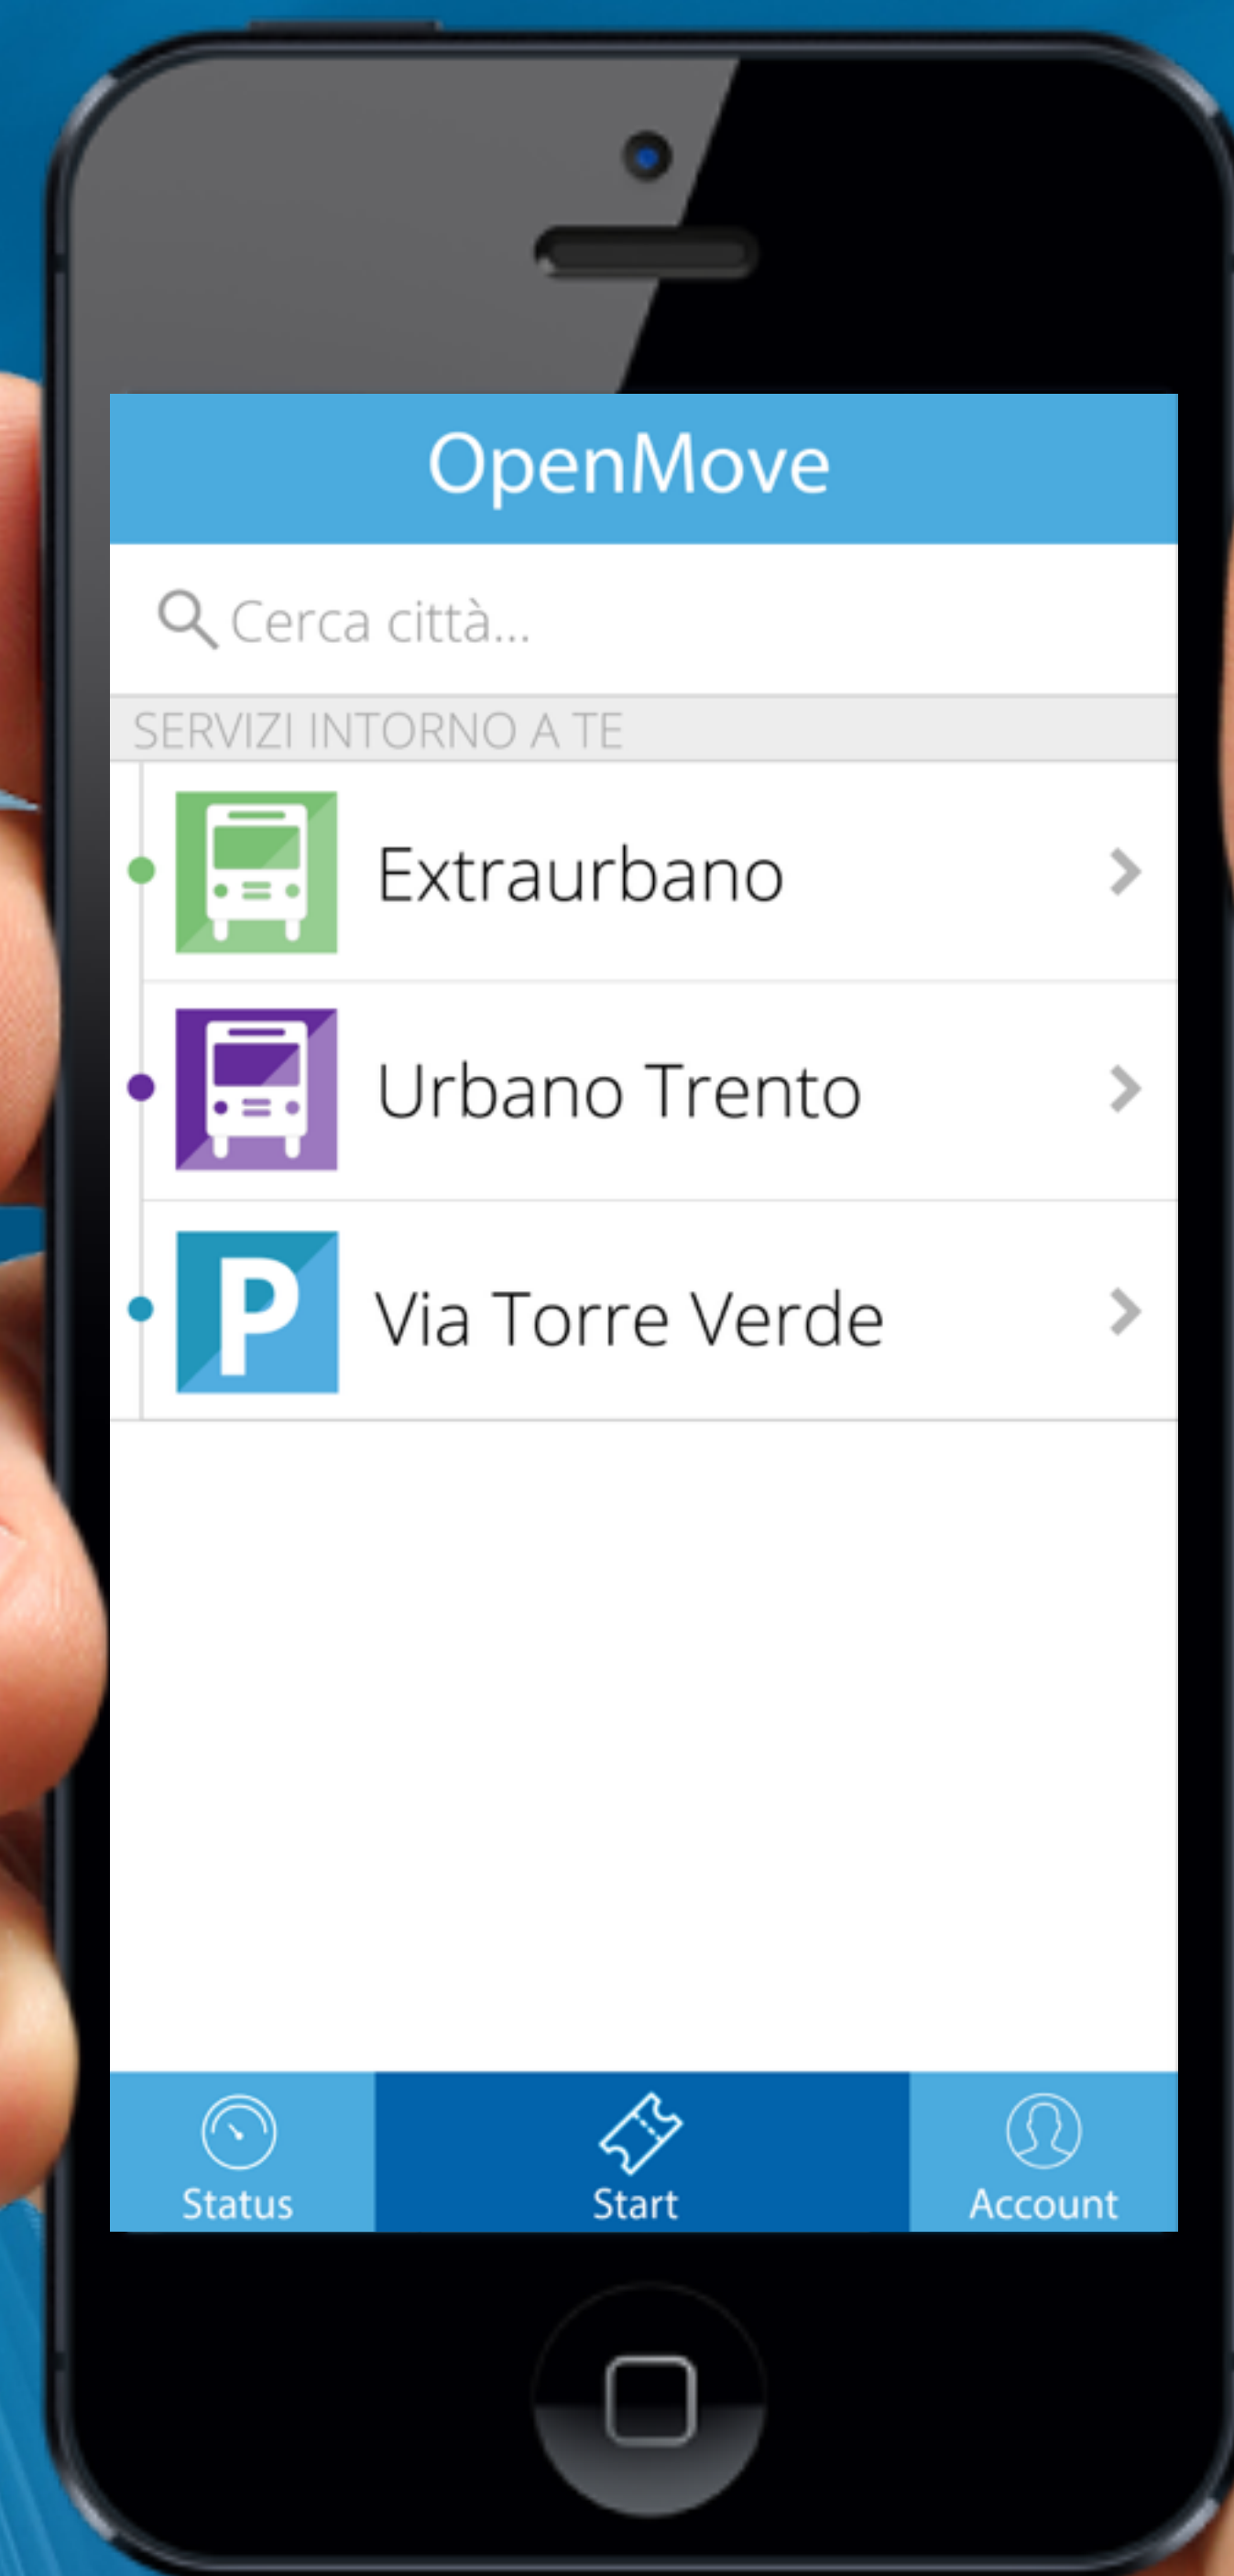 OpenMove
Cerca città...
SERVIZI INTORNO A TE
Extraurbano
Urbano Trento
P
Via Torre Verde
Status
Start
Account